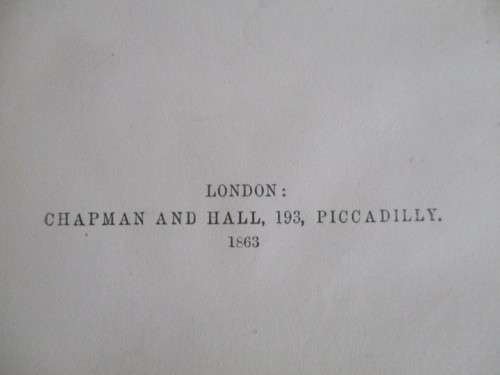 LONDON:
CHAPMAN AND HALL, 193, PICCADILLY.
1863